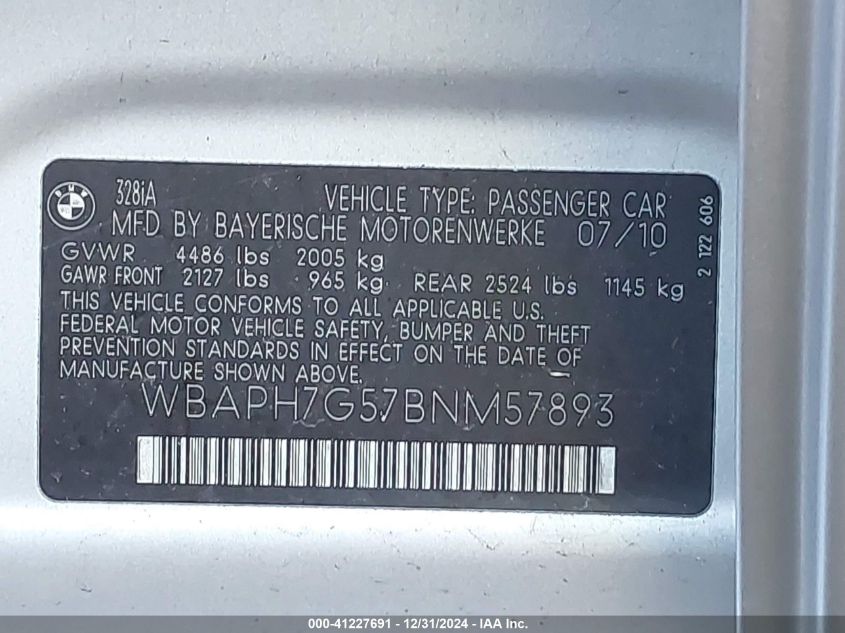 BMW
328iA VEHICLE TYPE: PASSENGER CAR
MFD BY BAYERISCHE MOTORENWERKE 07/10
GVWR 4486 lbs 2005 kg
GAWR FRONT 2127 lbs 965 kg REAR 2524 lbs 1145 kg
THIS VEHICLE CONFORMS TO ALL APPLICABLE U.S.
FEDERAL MOTOR VEHICLE SAFETY, BUMPER AND THEFT
PREVENTION STANDARDS IN EFFECT ON THE DATE OF
MANUFACTURE SHOWN ABOVE.
WBAPH7G57BNM57893
2 122 606
000-41227691 - 12/31/2024 - IAA Inc.